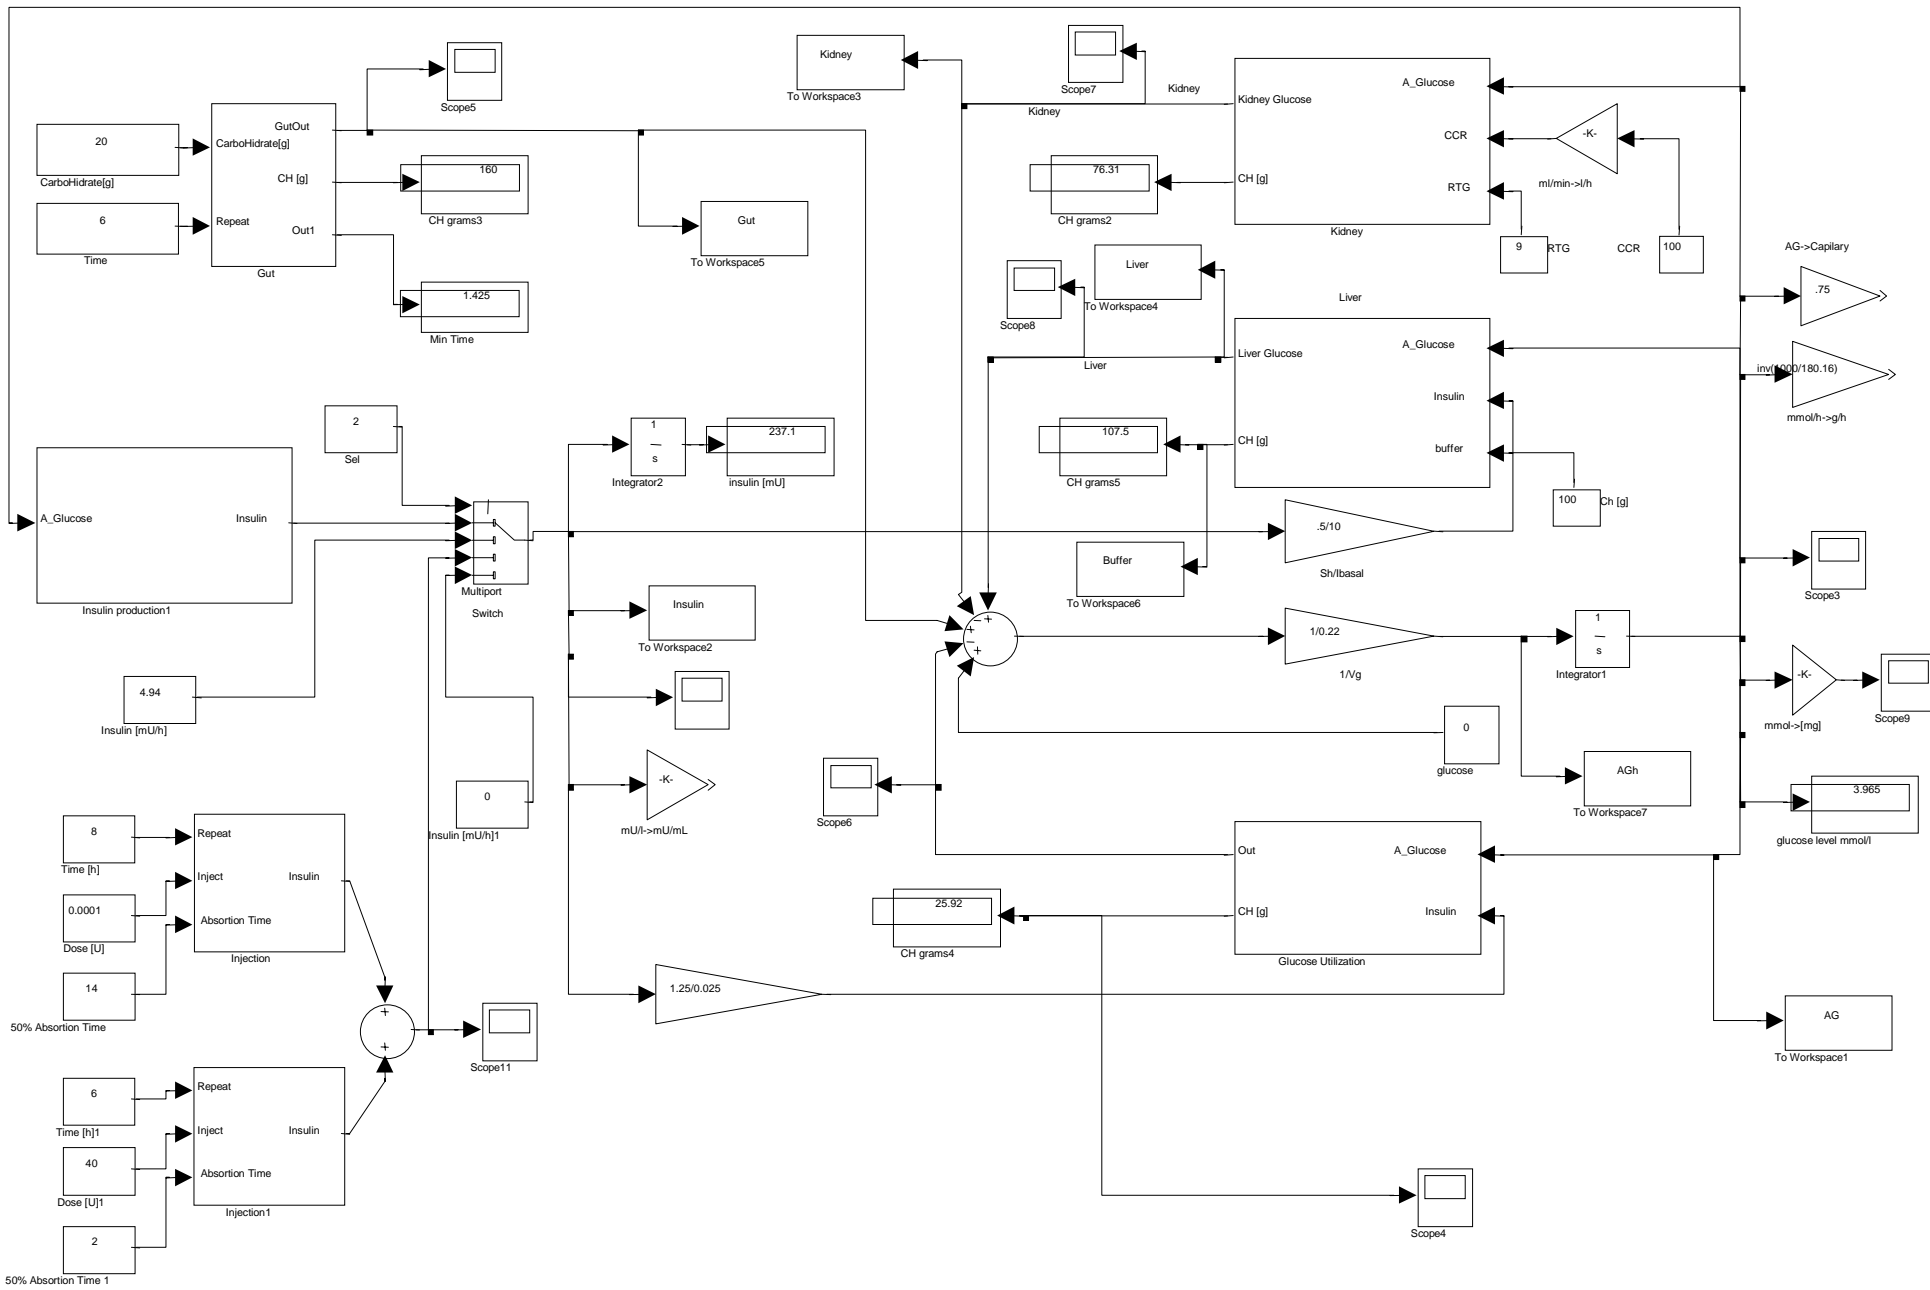 Kidney
To Workspace3
Scope5
Scope7
Kidney
Kidney
Kidney Glucose
A_Glucose
CCR
RTG
CH [g]
Kidney
-K-
ml/min->l/h
9
RTG
CCR
100
76.31
CH grams2
20
CarboHidrate[g]
6
Time
GutOut
CarboHidrate[g]
CH [g]
Repeat
Out1
Gut
160
CH grams3
1.425
Min Time
Gut
To Workspace5
Liver
To Workspace4
Scope8
Liver
Liver
Liver Glucose
A_Glucose
Insulin
CH [g]
buffer
100
Ch [g]
107.5
CH grams5
AG->Capilary
.75
inv(1000/180.16)
mmol/h->g/h
2
Sel
A_Glucose
Insulin
Insulin production1
Multiport
Switch
1
s
Integrator2
237.1
insulin [mU]
.5/10
Sh/Ibasal
Buffer
To Workspace6
Insulin
To Workspace2
4.94
Insulin [mU/h]
0
Insulin [mU/h]1
-K-
mU/l->mU/mL
+
−
+
−
+
1/0.22
1/Vg
1
s
Integrator1
Scope3
-K-
mmol->[mg]
Scope9
0
glucose
AGh
To Workspace7
3.965
glucose level mmol/l
Scope6
Out
A_Glucose
CH [g]
Insulin
Glucose Utilization
25.92
CH grams4
1.25/0.025
8
Time [h]
0.0001
Dose [U]
14
50% Absortion Time
Repeat
Inject
Insulin
Absortion Time
Injection
+
+
Scope11
6
Time [h]1
40
Dose [U]1
2
50% Absortion Time 1
Repeat
Inject
Insulin
Absortion Time
Injection1
AG
To Workspace1
Scope4